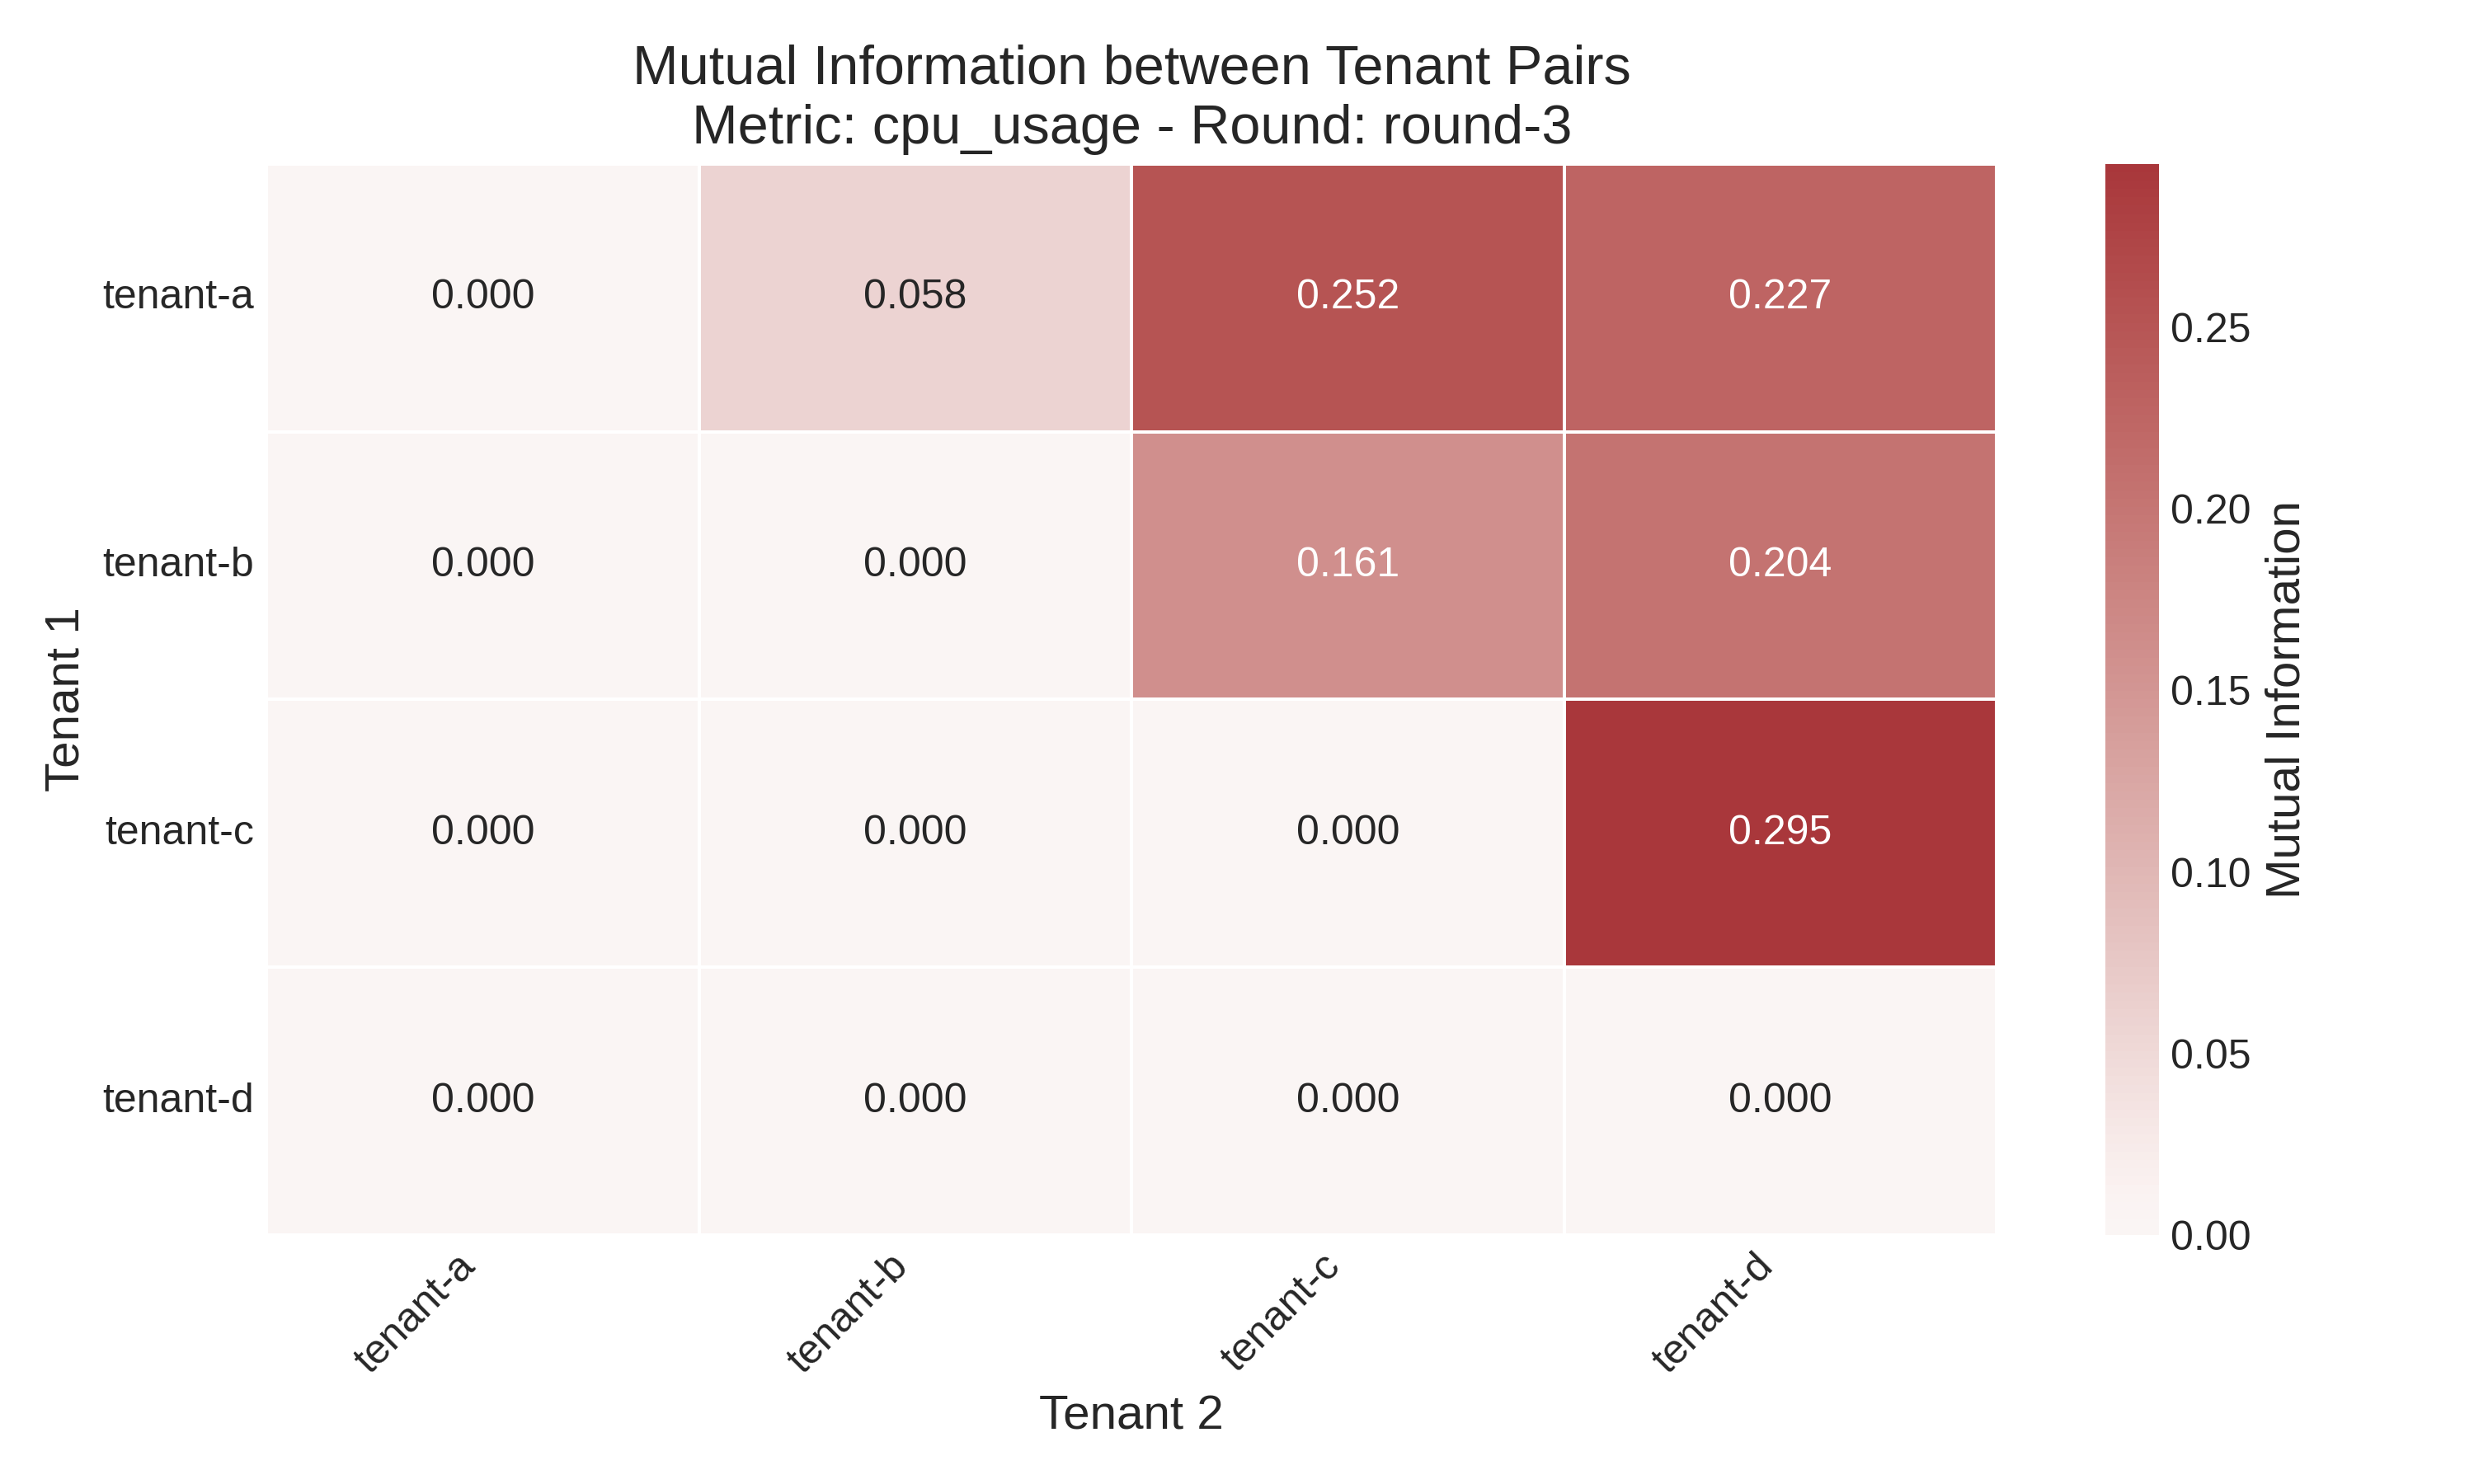 Mutual Information between Tenant Pairs
Metric: cpu_usage - Round: round-3
Tenant 1
tenant-a 0.000 0.058 0.252 0.227
tenant-b 0.000 0.000 0.161 0.204
tenant-c 0.000 0.000 0.000 0.295
tenant-d 0.000 0.000 0.000 0.000
tenant-a tenant-b tenant-c tenant-d
Tenant 2
0.25
0.20
0.15
0.10
0.05
0.00
Mutual Information